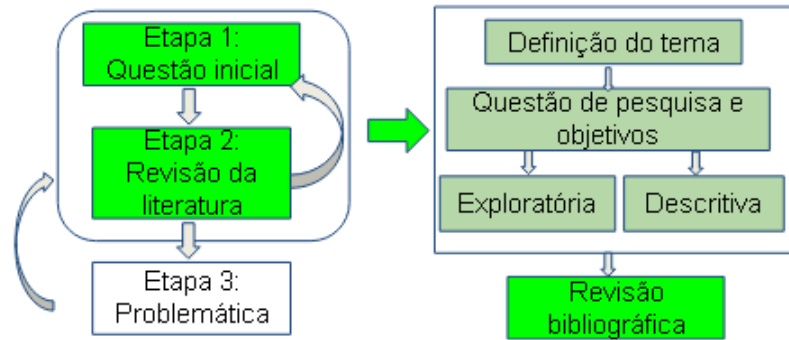 Etapa 1:
Questão inicial
Etapa 2:
Revisão da
literatura
Etapa 3:
Problemática
Definição do tema
Questão de pesquisa e
objetivos
Exploratória
Descritiva
Revisão
bibliográfica